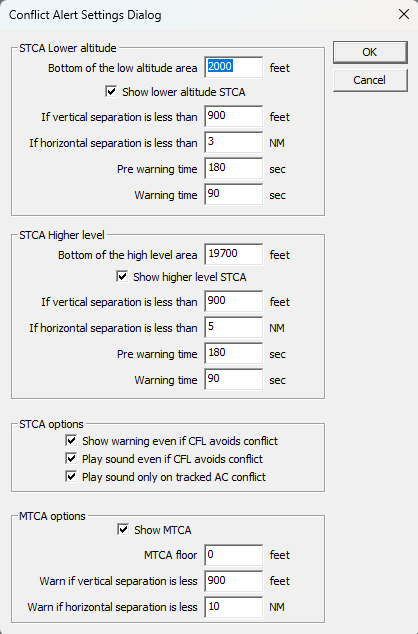 Conflict Alert Settings Dialog
STCA Lower altitude
Bottom of the low altitude area 2000 feet
Show lower altitude STCA
If vertical separation is less than 900 feet
If horizontal separation is less than 3 NM
Pre warning time 180 sec
Warning time 90 sec
OK
Cancel
STCA Higher level
Bottom of the high level area 19700 feet
Show higher level STCA
If vertical separation is less than 900 feet
If horizontal separation is less than 5 NM
Pre warning time 180 sec
Warning time 90 sec
STCA options
Show warning even if CFL avoids conflict
Play sound even if CFL avoids conflict
Play sound only on tracked AC conflict
MTCA options
Show MTCA
MTCA floor 0 feet
Warn if vertical separation is less 900 feet
Warn if horizontal separation is less 10 NM